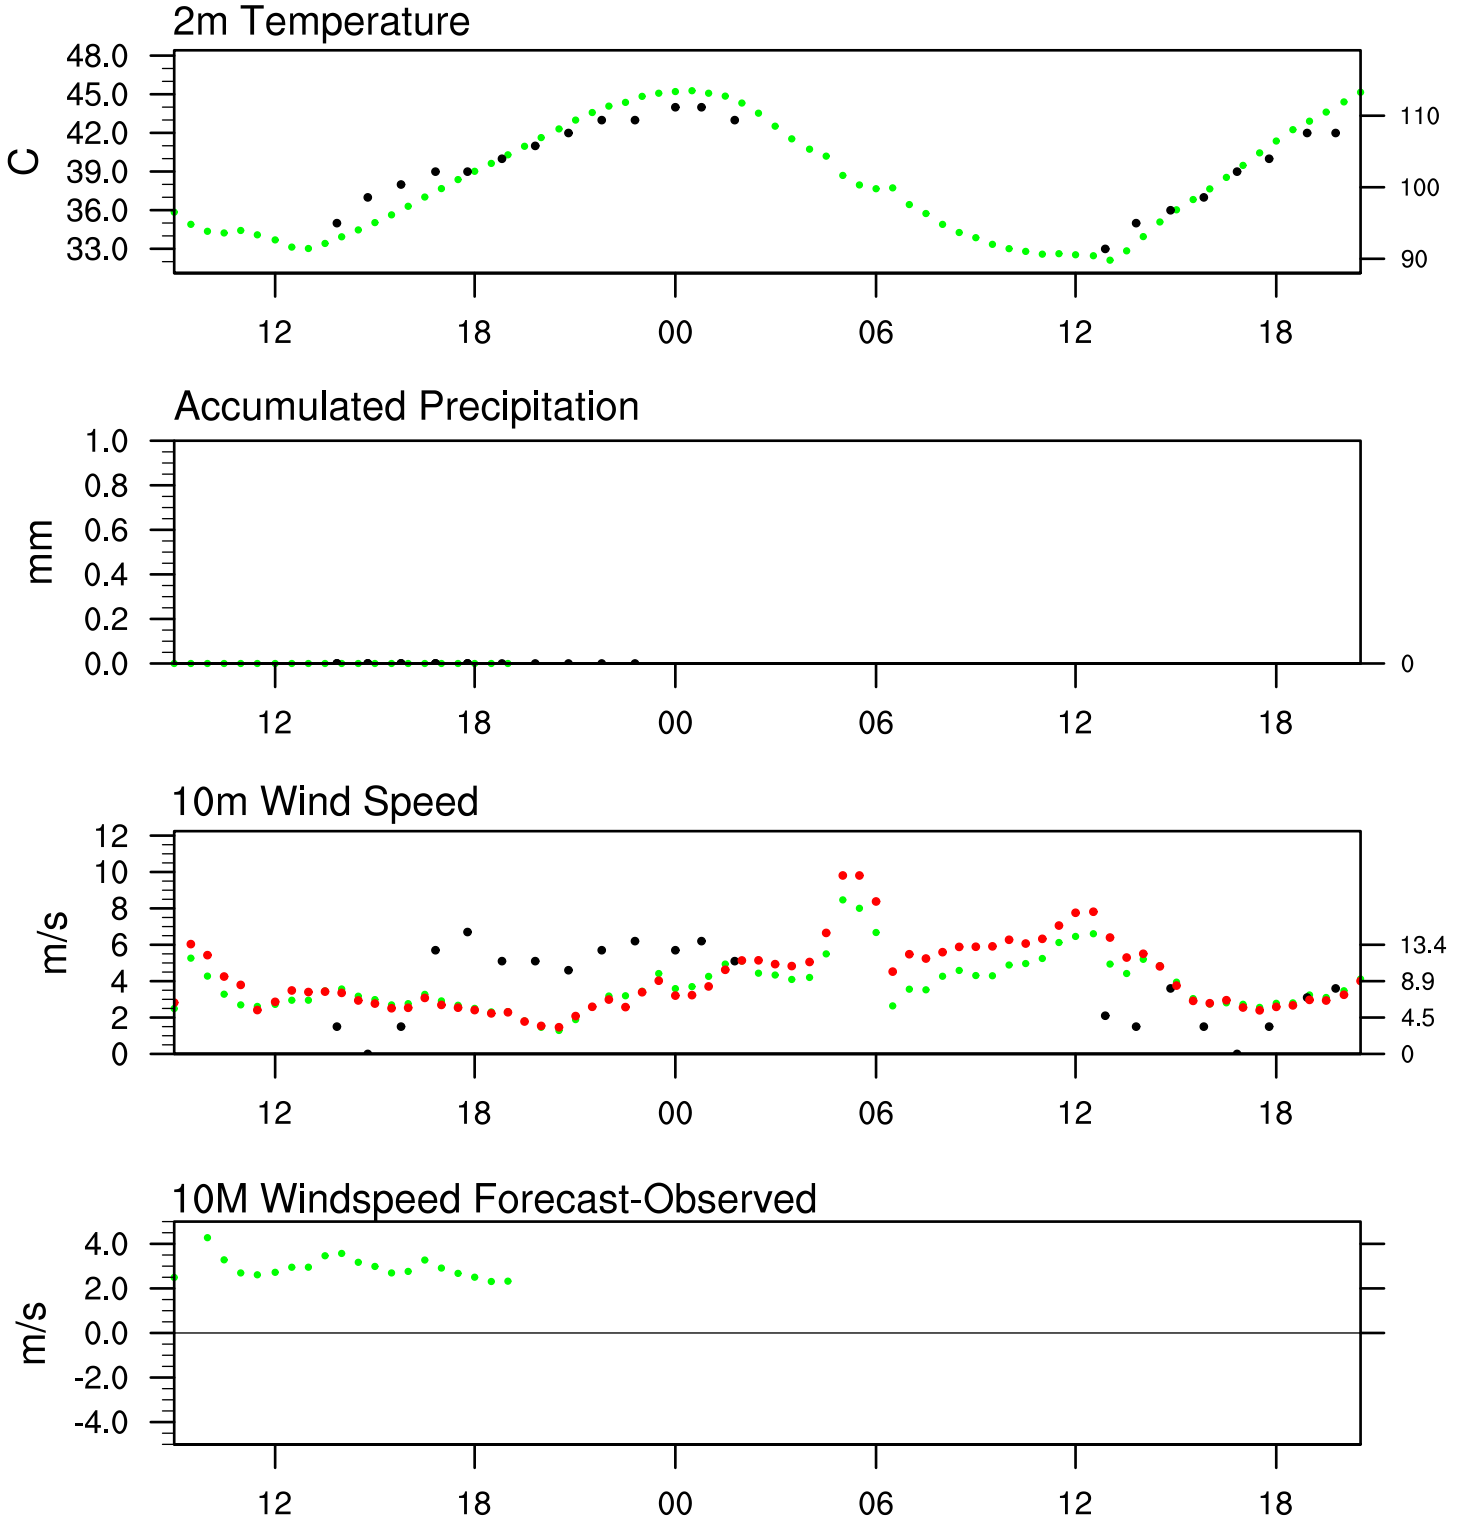 2m Temperature
48.0
45.0
42.0
39.0
36.0
33.0
C
110
100
90
12 18 00 06 12 18
Accumulated Precipitation
1.0
0.8
0.6
0.4
0.2
0.0
mm
0
12 18 00 06 12 18
10m Wind Speed
12
10
8
6
4
2
0
m/s
13.4
8.9
4.5
0
12 18 00 06 12 18
10M Windspeed Forecast-Observed
4.0
2.0
0.0
-2.0
-4.0
m/s
12 18 00 06 12 18